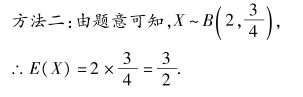 方法二:由题意可知,X~B(2,3/4),
∴ E(X)=2×3/4=3/2.